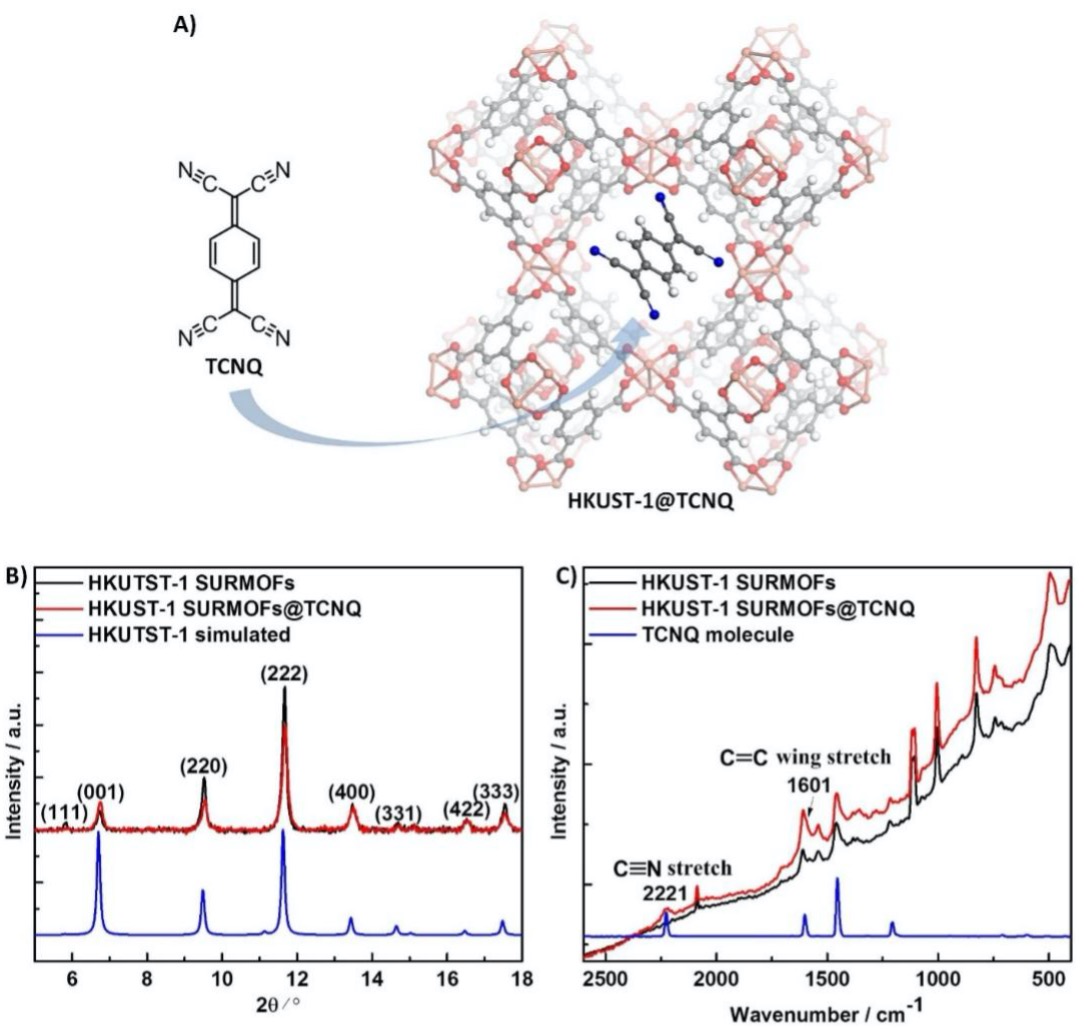 A)
N≡C C≡N
N≡C C≡N
TCNQ
HKUST-1@TCNQ
B)
HKUTST-1 SURMOFs
HKUST-1 SURMOFs@TCNQ
HKUTST-1 simulated
(222)
(220)
(111)
(001)
(400)
(331)
(422)
(333)
Intensity / a.u.
6 8 10 12 14 16 18
2θ/°
C)
HKUST-1 SURMOFs
HKUST-1 SURMOFs@TCNQ
TCNQ molecule
C=C wing stretch
1601
C≡N stretch
2221
Intensity / a.u.
2500 2000 1500 1000 500
Wavenumber / cm⁻¹